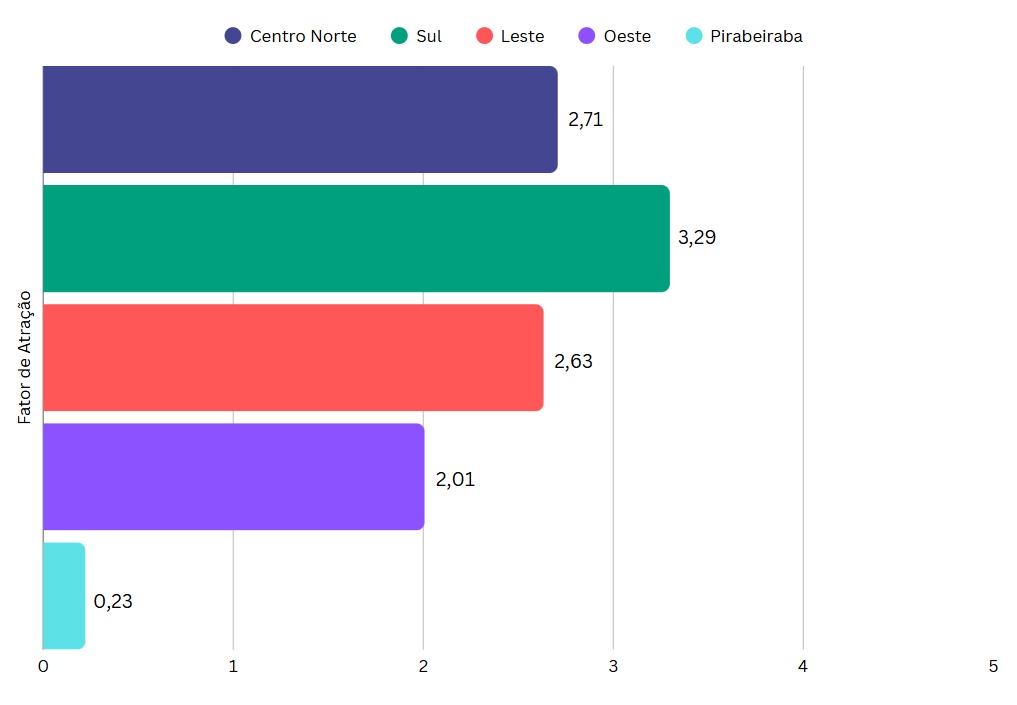 Centro Norte Sul Leste Oeste Pirabeiraba
2,71
3,29
2,63
2,01
0,23
Fator de Atração
0 1 2 3 4 5